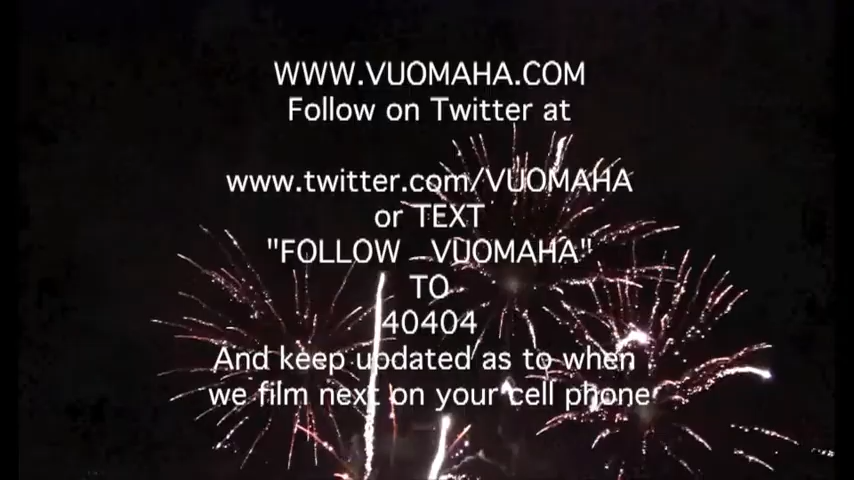 WWW.VUOMAHA.COM
Follow on Twitter at
www.twitter.com/VUOMAHA
or TEXT
"FOLLOW VUOMAHA"
TO
40404
And keep updated as to when
we film next on your cell phone